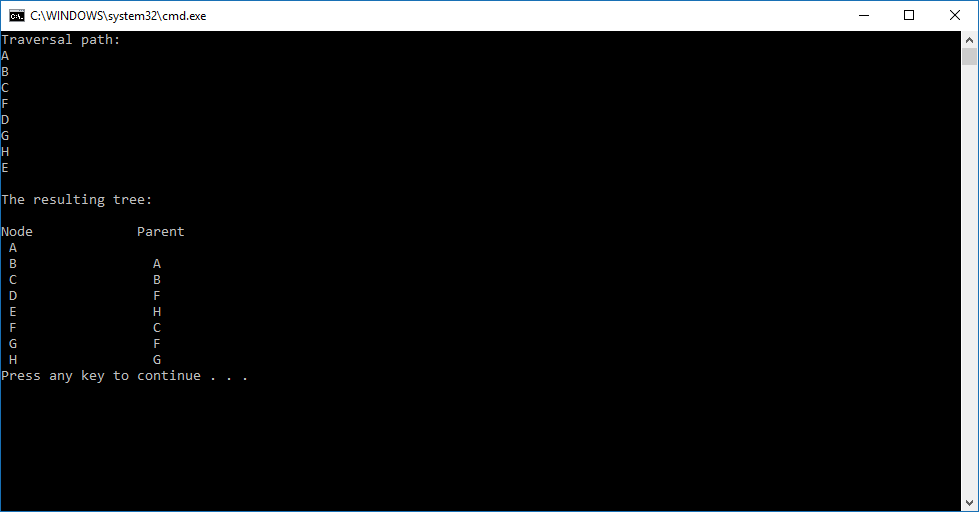 C:\WINDOWS\system32\cmd.exe
Traversal path:
A
B
C
F
D
G
H
E
The resulting tree:
Node Parent
A
B A
C B
D F
E H
F C
G F
H G
Press any key to continue . . .